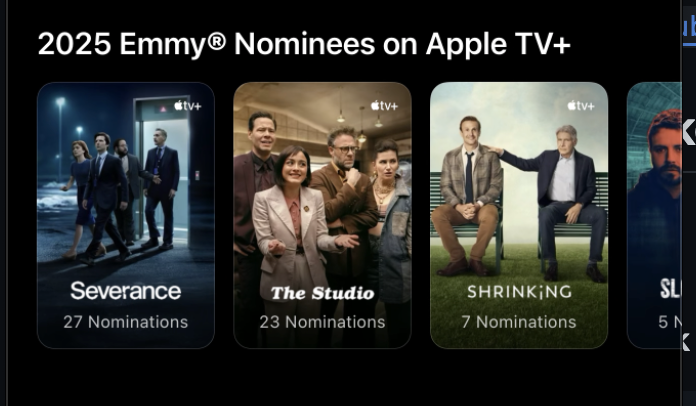 2025 Emmy® Nominees on Apple TV+
tv+
Severance
27 Nominations
tv+
The Studio
23 Nominations
tv+
SHRINKiNG
7 Nominations
SL
5 N